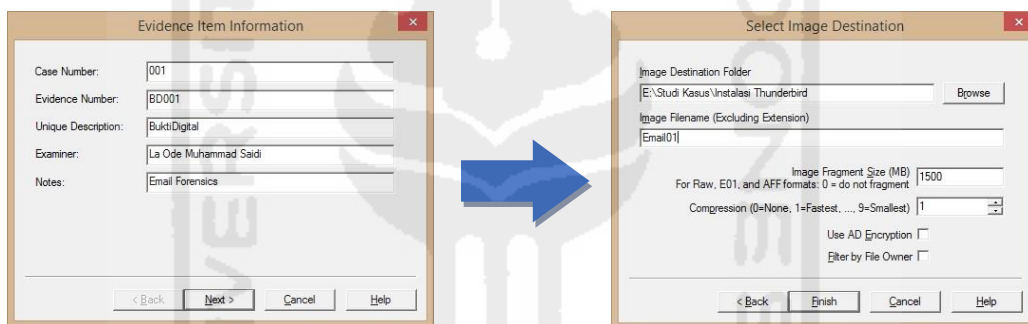 Evidence Item Information
Case Number: 001
Evidence Number: BD001
Unique Description: BuktiDigital
Examiner: La Ode Muhammad Saidi
Notes: Email Forensics
< Back Next > Cancel Help
Select Image Destination
Image Destination Folder
E:\Studi Kasus\Instalasi Thunderbird Browse
Image Filename (Excluding Extension)
Email01
Image Fragment Size (MB) 1500
For Raw, E01, and AFF formats: 0 = do not fragment
Compression (0=None, 1=Fastest, ..., 9=Smallest) 1
Use AD Encryption
Filter by File Owner
< Back Finish Cancel Help